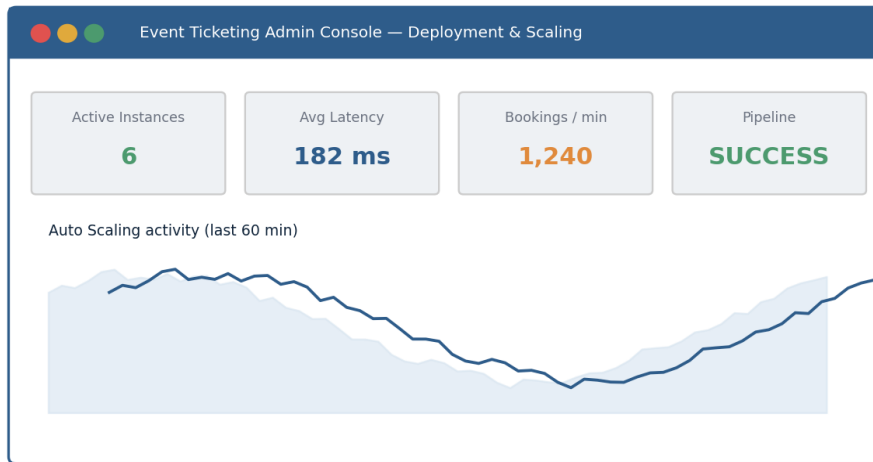 Event Ticketing Admin Console — Deployment & Scaling
Active Instances
6
Avg Latency
182 ms
Bookings / min
1,240
Pipeline
SUCCESS
Auto Scaling activity (last 60 min)